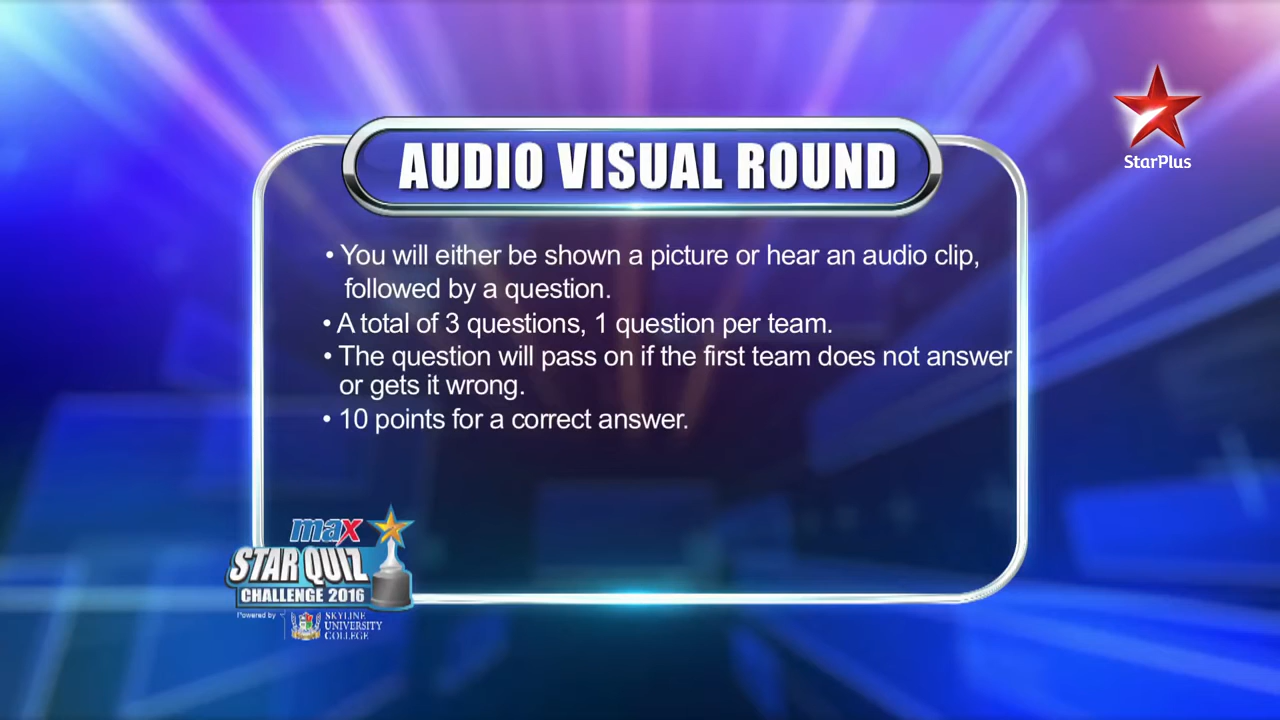 StarPlus
AUDIO VISUAL ROUND
• You will either be shown a picture or hear an audio clip,
followed by a question.
• A total of 3 questions, 1 question per team.
• The question will pass on if the first team does not answer
or gets it wrong.
• 10 points for a correct answer.
max
STAR QUIZ
CHALLENGE 2016
Powered by
SKYLINE
UNIVERSITY
COLLEGE